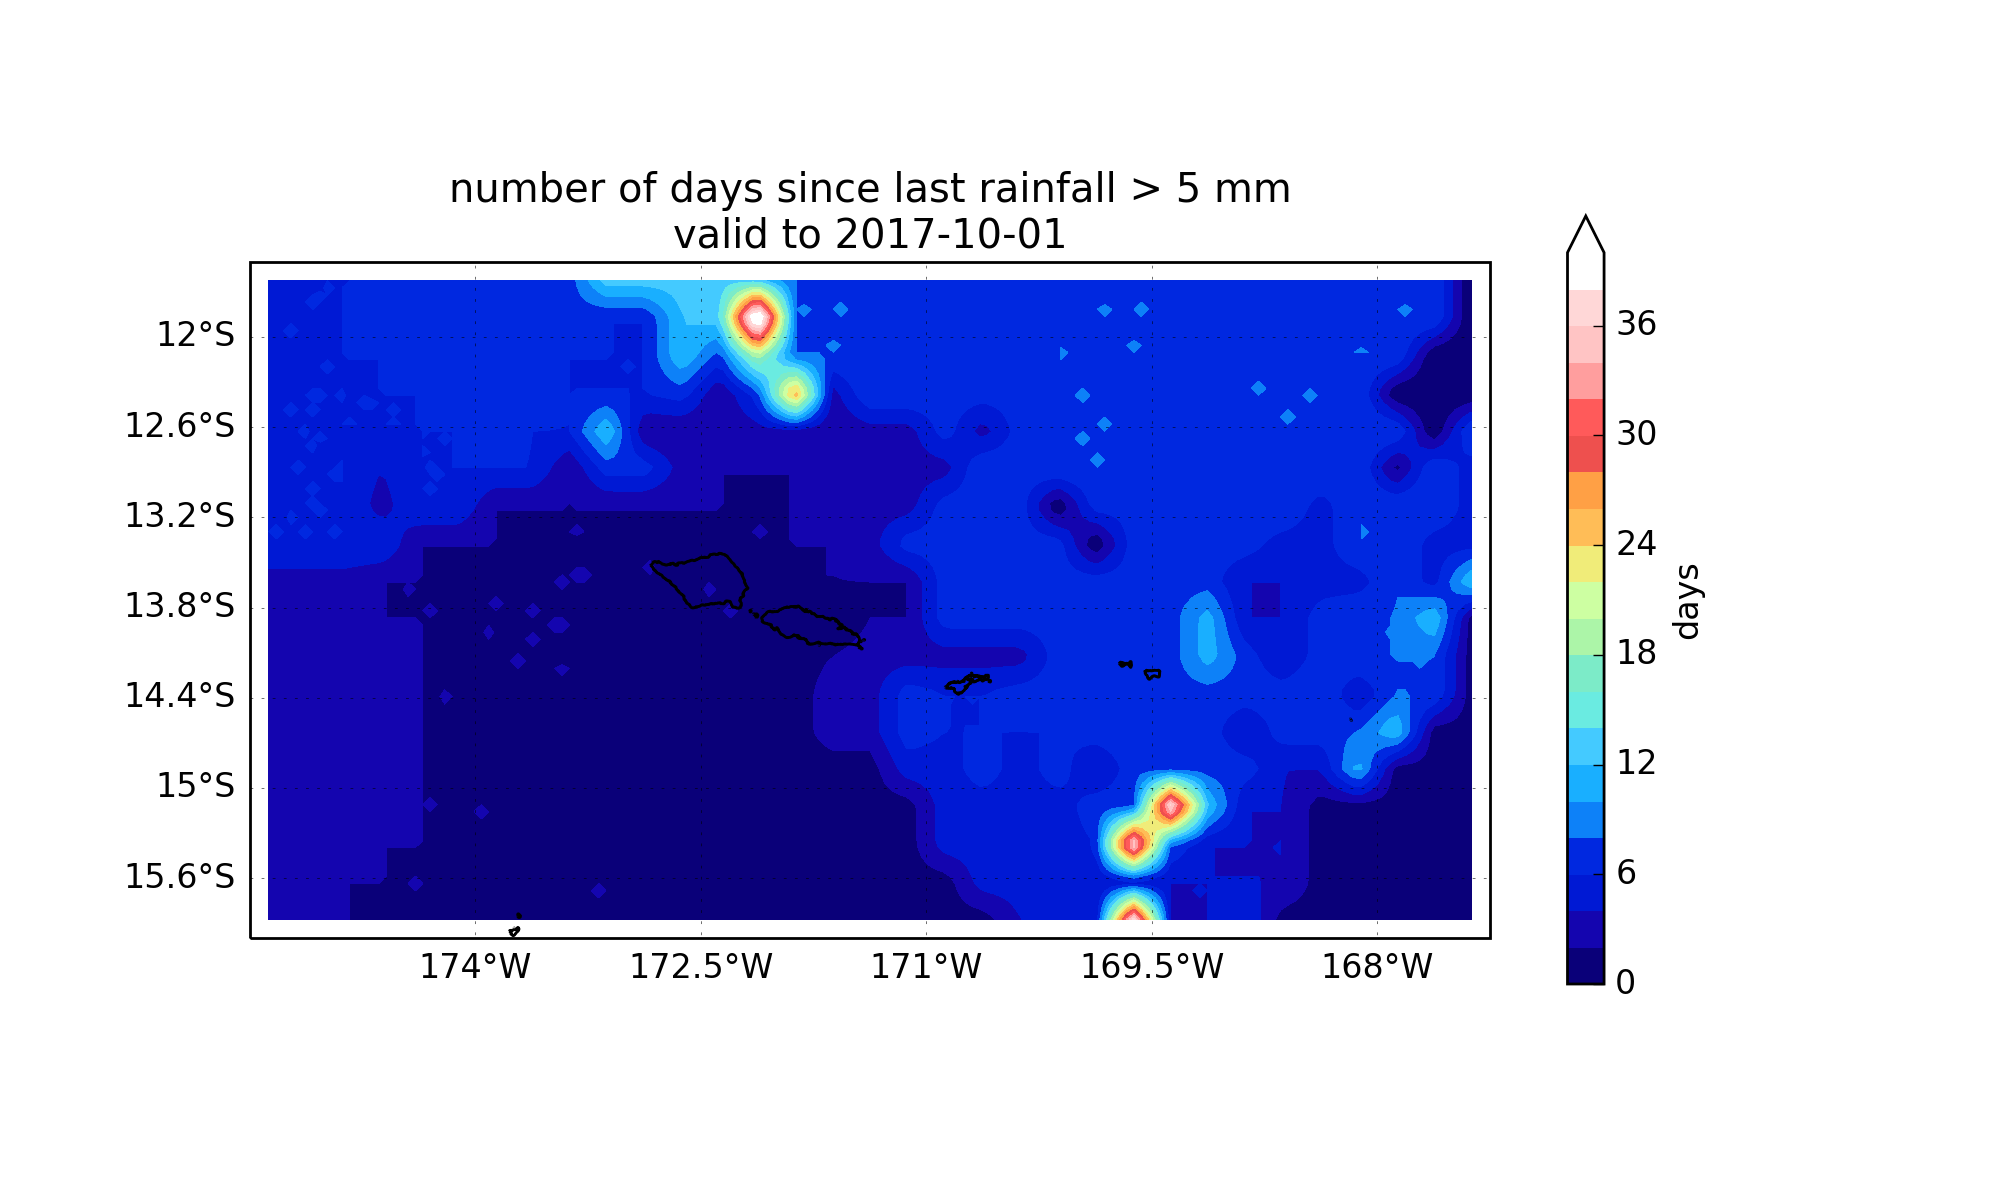 number of days since last rainfall > 5 mm
valid to 2017-10-01
12°S
12.6°S
13.2°S
13.8°S
14.4°S
15°S
15.6°S
174°W
172.5°W
171°W
169.5°W
168°W
36
30
24
18
12
6
0
days